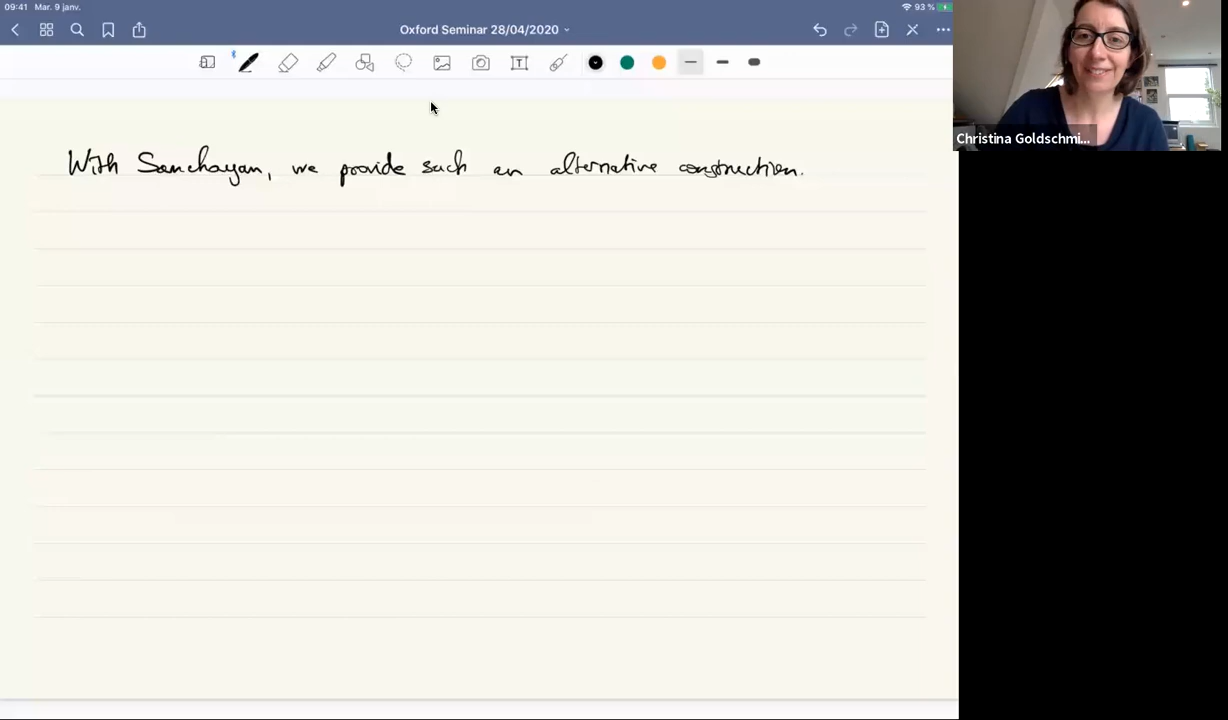 09:41 Mar. 9 janv.
93 %
Oxford Seminar 28/04/2020
T
Christina Goldschmi...
With Sanchayan, we provide such an alternative construction.